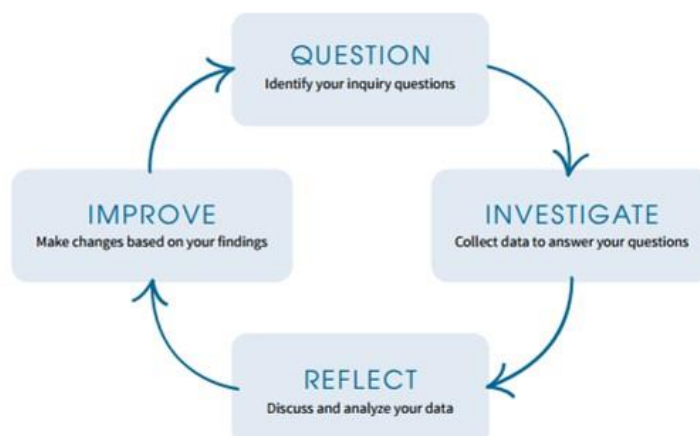 QUESTION
Identify your inquiry questions
INVESTIGATE
Collect data to answer your questions
REFLECT
Discuss and analyze your data
IMPROVE
Make changes based on your findings